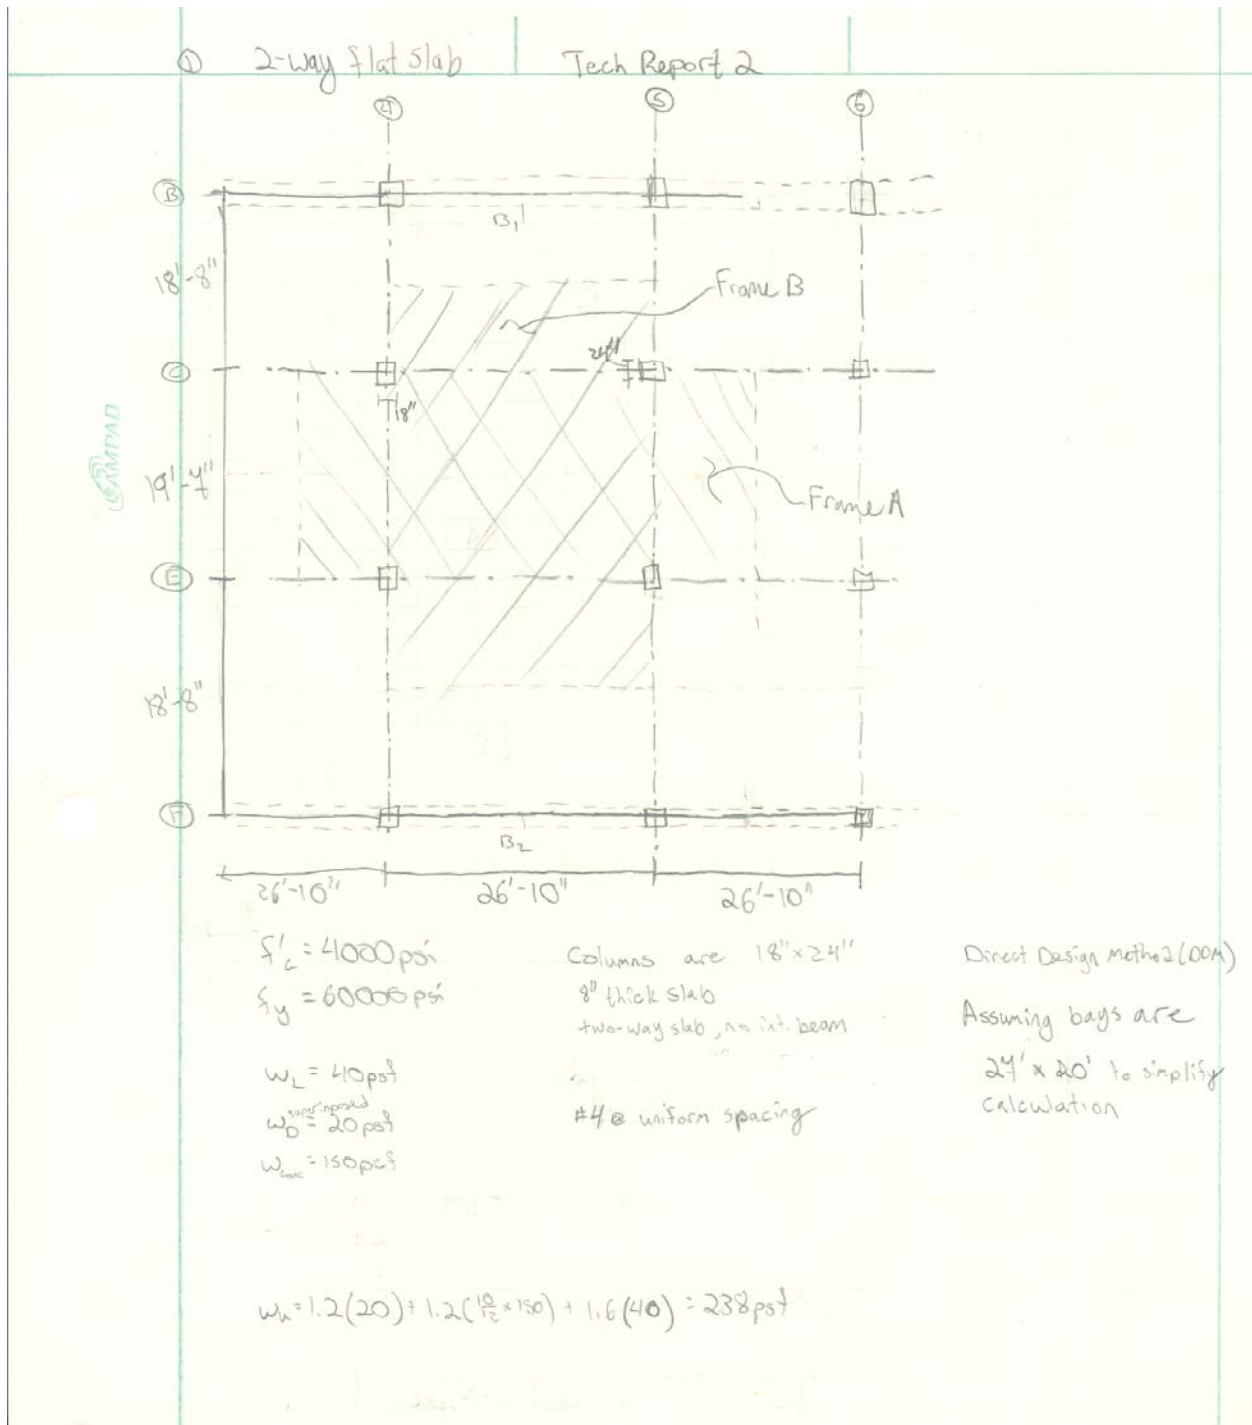 ① 2-way flat slab Tech Report 2
4 5 6
B
B1
18'-8"
Frame B
24"
C
18"
CAMPAD
19'-4"
Frame A
E
18'-8"
F
B2
26'-10" 26'-10" 26'-10"
f'c = 4000 psi Columns are 18"x24" Direct Design Method (DDM)
fy = 60000 psi 8" thick slab Assuming bays are
two-way slab, no int. beam
wL = 40 psf 27' x 20' to simplify
superimposed calculation
wD = 20 psf #4 @ uniform spacing
wconc = 150 pcf
wu = 1.2(20) + 1.2(10/12 x 150) + 1.6(40) = 238 psf